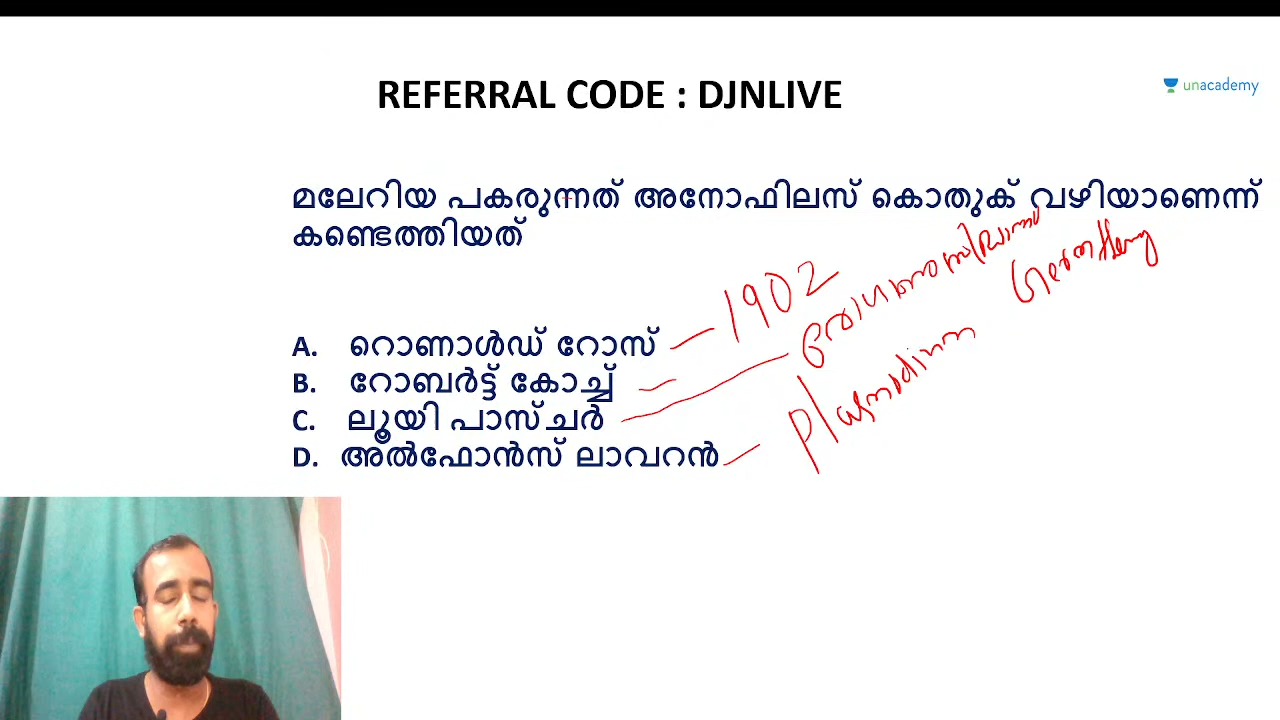 REFERRAL CODE : DJNLIVE
unacademy
മലേറിയ പകരുന്നത് അനോഫിലസ് കൊതുക് വഴിയാണെന്ന്
കണ്ടെത്തിയത്
A. റൊണാൾഡ് റോസ്
1902
B. റോബർട്ട് കോച്ച്
C. ലൂയി പാസ്ചർ
D. അൽഫോൻസ് ലാവറൻ